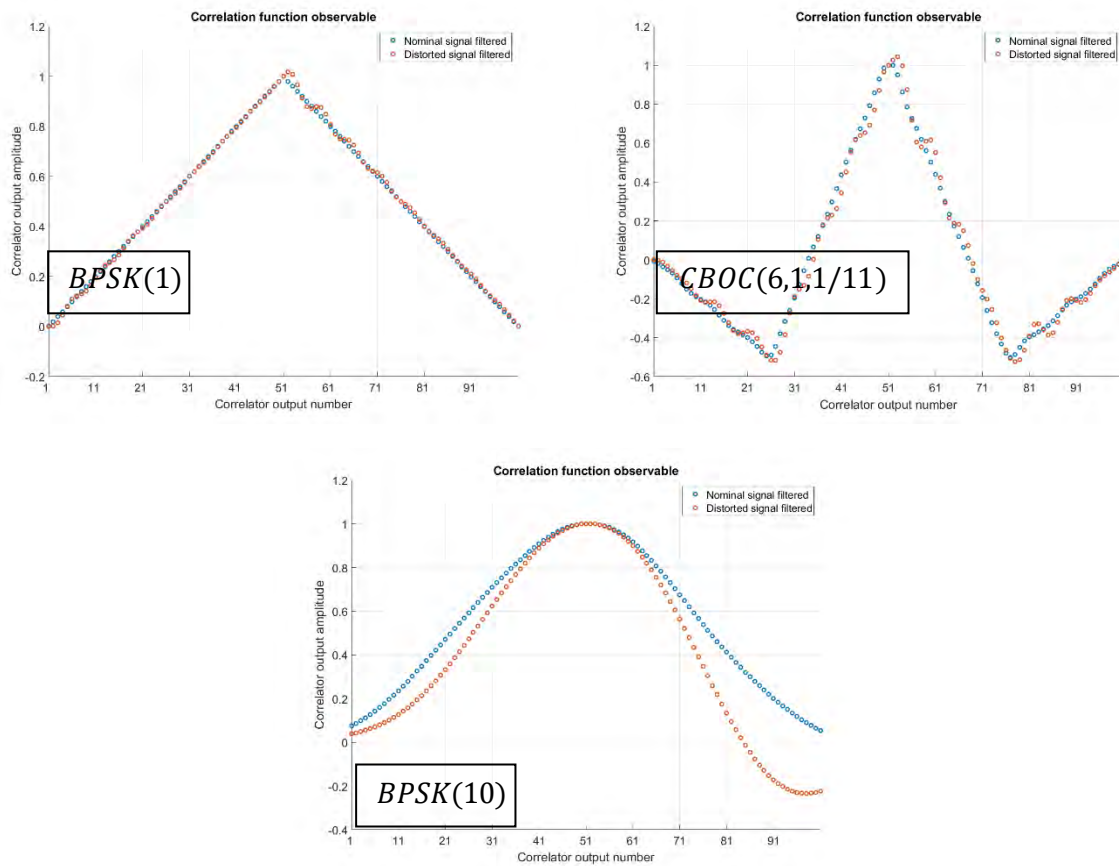 Correlation function observable
1.2
Nominal signal filtered
Distorted signal filtered
1
0.8
0.6
0.4
0.2
0
-0.2
Correlator output amplitude
BPSK(1)
1 11 21 31 41 51 61 71 81 91
Correlator output number
Correlation function observable
1.2
Nominal signal filtered
Distorted signal filtered
1
0.8
0.6
0.4
0.2
0
-0.2
-0.4
-0.6
Correlator output amplitude
CBOC(6,1,1/11)
1 11 21 31 41 51 61 71 81 91
Correlator output number
Correlation function observable
1.2
Nominal signal filtered
Distorted signal filtered
1
0.8
0.6
0.4
0.2
0
-0.2
-0.4
Correlator output amplitude
BPSK(10)
1 11 21 31 41 51 61 71 81 91
Correlator output number